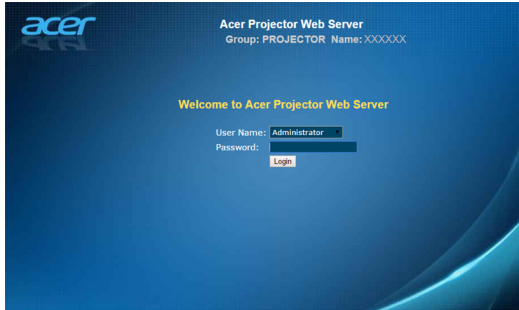 acer
Acer Projector Web Server
Group: PROJECTOR Name: XXXXXX
Welcome to Acer Projector Web Server
User Name: Administrator
Password:
Login